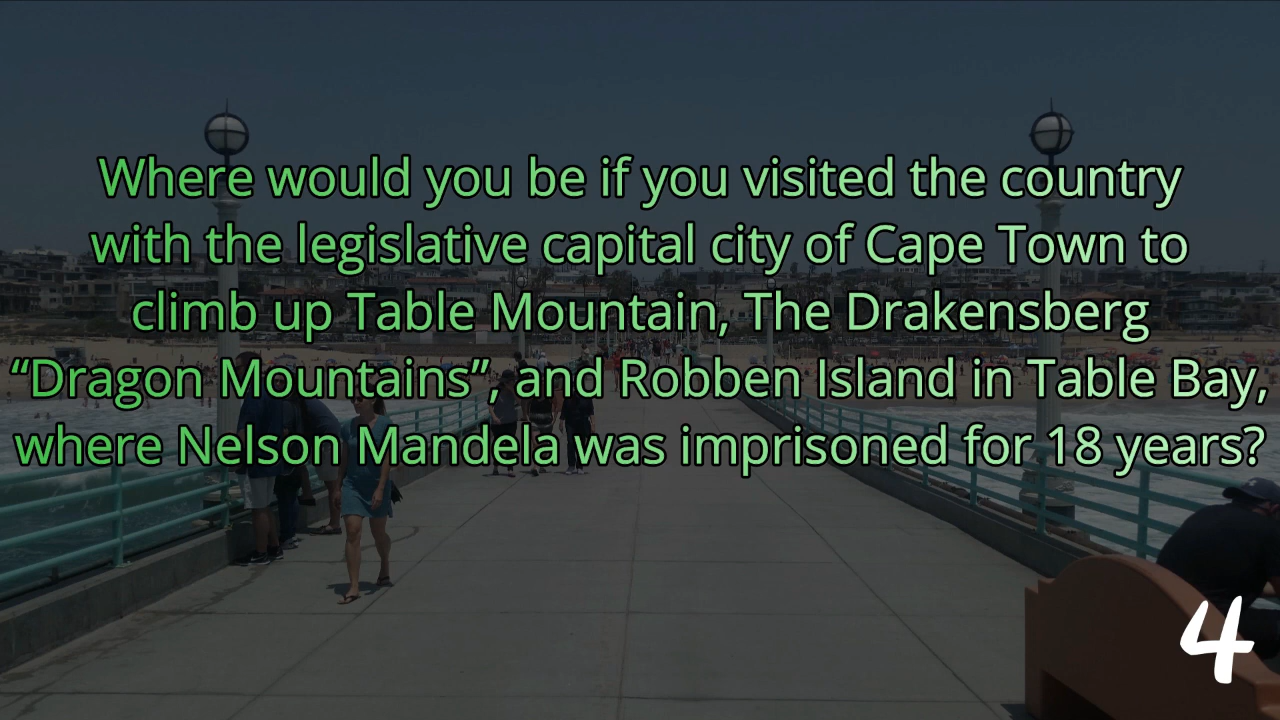 Where would you be if you visited the country
with the legislative capital city of Cape Town to
climb up Table Mountain, The Drakensberg
“Dragon Mountains”, and Robben Island in Table Bay,
where Nelson Mandela was imprisoned for 18 years?
4